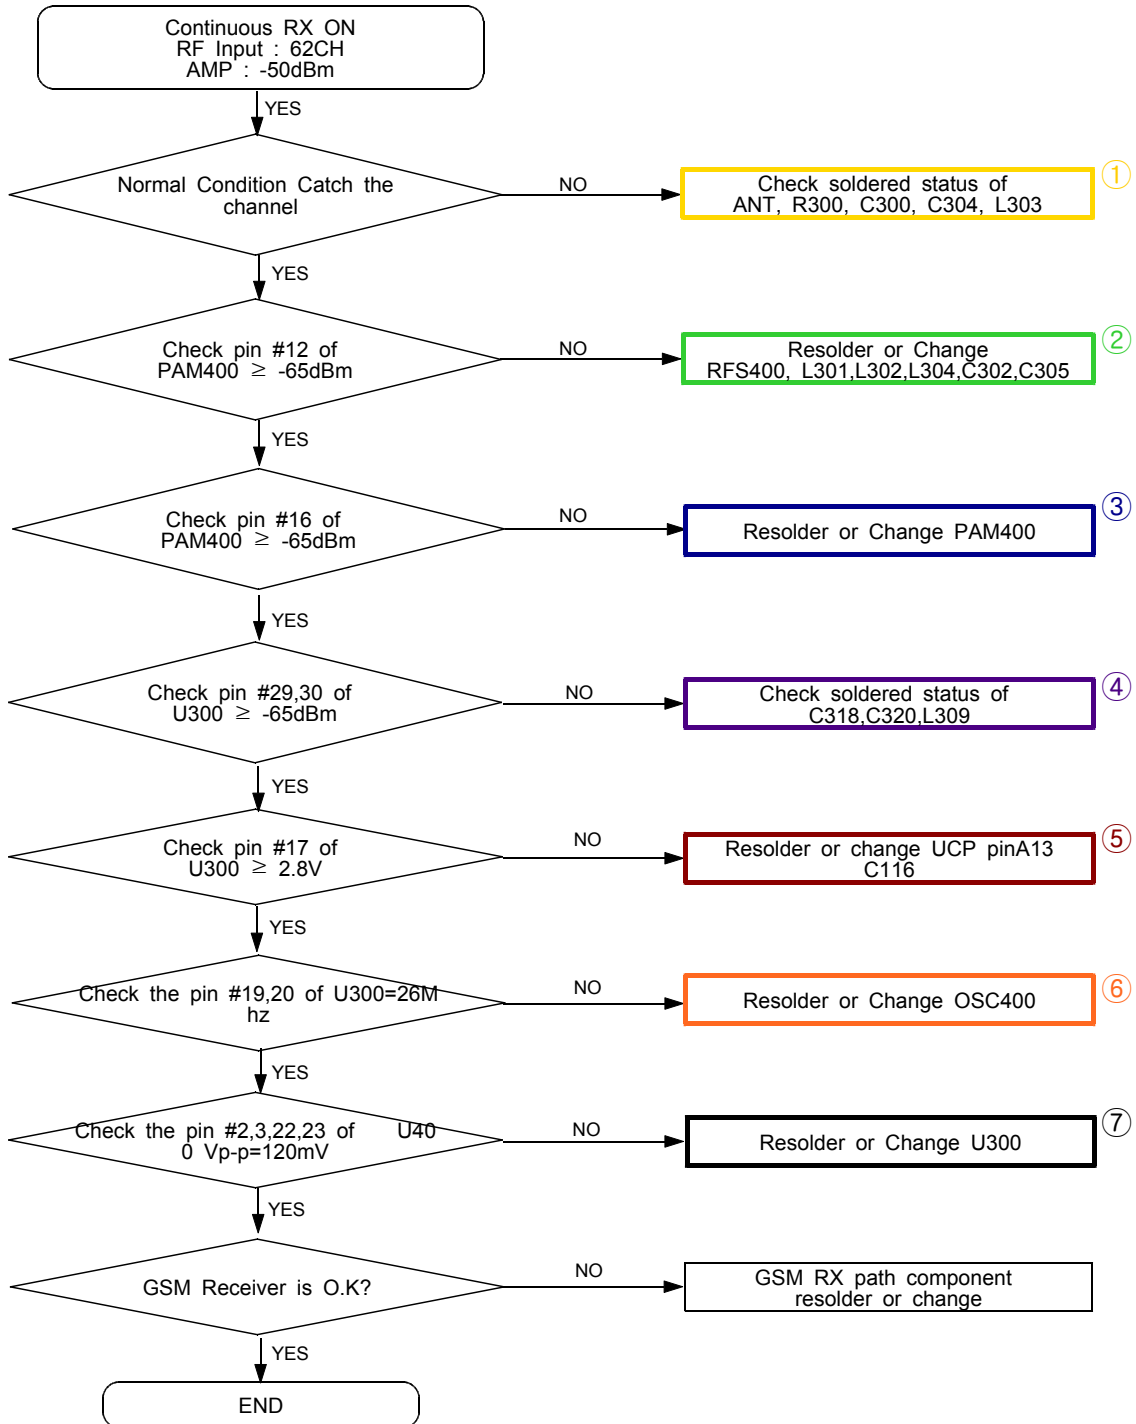 Continuous RX ON
RF Input : 62CH
AMP : -50dBm
YES
Normal Condition Catch the
channel
NO
Check soldered status of
ANT, R300, C300, C304, L303
①
YES
Check pin #12 of
PAM400 ≥ -65dBm
NO
Resolder or Change
RFS400, L301,L302,L304,C302,C305
②
YES
Check pin #16 of
PAM400 ≥ -65dBm
NO
Resolder or Change PAM400
③
YES
Check pin #29,30 of
U300 ≥ -65dBm
NO
Check soldered status of
C318,C320,L309
④
YES
Check pin #17 of
U300 ≥ 2.8V
NO
Resolder or change UCP pinA13
C116
⑤
YES
Check the pin #19,20 of U300=26M
hz
NO
Resolder or Change OSC400
⑥
YES
Check the pin #2,3,22,23 of U40
0 Vp-p=120mV
NO
Resolder or Change U300
⑦
YES
GSM Receiver is O.K?
NO
GSM RX path component
resolder or change
YES
END